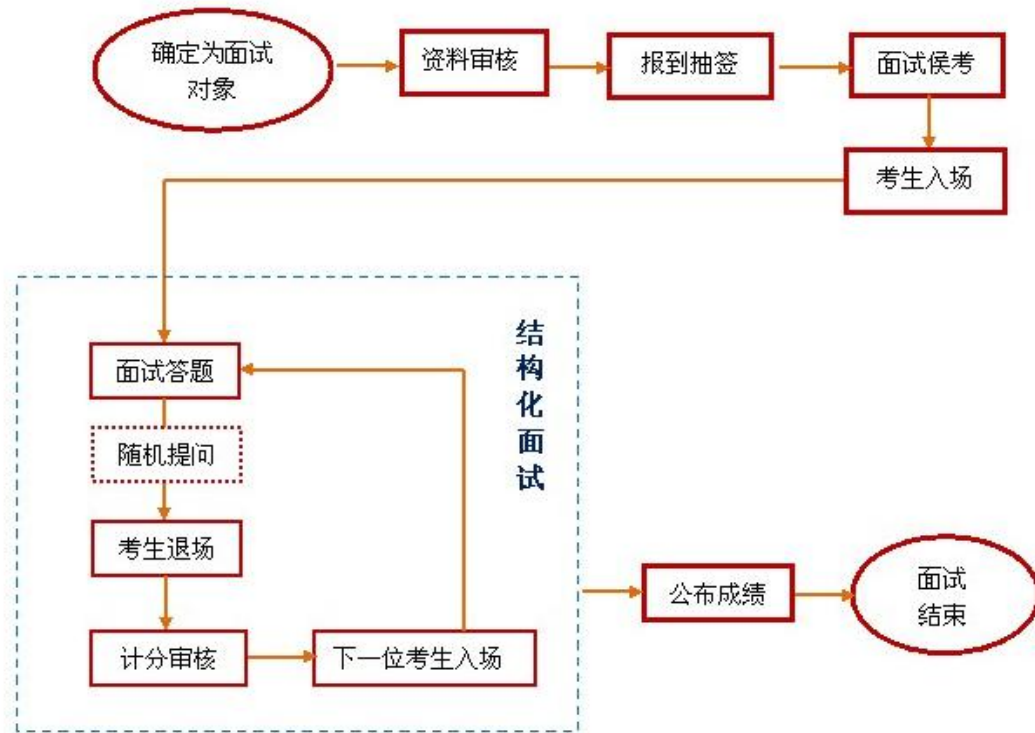 确定为面试
对象
资料审核
报到抽签
面试侯考
考生入场
结构化面试
面试答题
随机提问
考生退场
计分审核
下一位考生入场
公布成绩
面试
结束